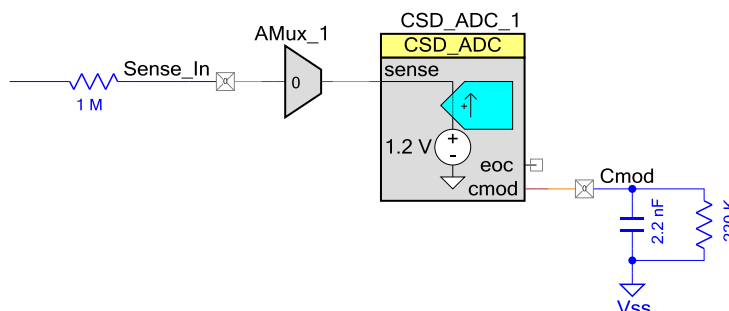 CSD_ADC_1
AMux_1
CSD_ADC
Sense_In
sense
0
1 M
+
1.2 V
+
-
eoc
cmod
Cmod
2.2 nF
Vss